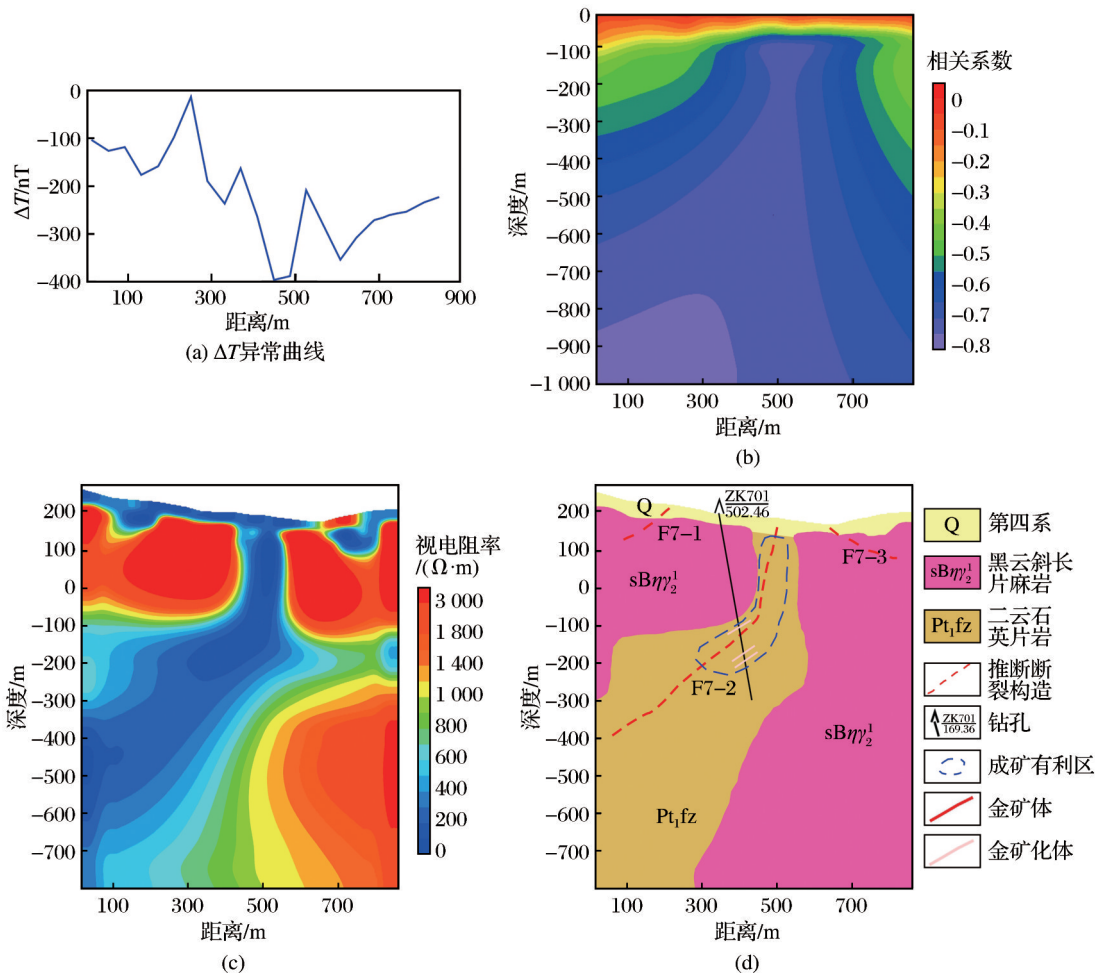 0
−100
−200
−300
−400
ΔT/nT
100
300
500
700
900
距离/m
(a) ΔT异常曲线
0
−100
−200
−300
−400
−500
−600
−700
−800
−900
−1 000
深度/m
100
300
500
700
距离/m
(b)
相关系数
0
−0.1
−0.2
−0.3
−0.4
−0.5
−0.6
−0.7
−0.8
200
100
0
−100
−200
−300
−400
−500
−600
−700
深度/m
100
300
500
700
距离/m
(c)
视电阻率
/(Ω·m)
3 000
1 800
1 400
1 000
800
600
400
200
0
200
100
0
−100
−200
−300
−400
−500
−600
−700
深度/m
Q
F7−1
ZK701
502.46
F7−3
sBηγ₂¹
F7−2
sBηγ₂¹
Pt₁fz
100
300
500
700
距离/m
(d)
Q 第四系
sBηγ₂¹ 黑云斜长
片麻岩
Pt₁fz 二云石
英片岩
推断断
裂构造
ZK701
169.36
钻孔
成矿有利区
金矿体
金矿化体